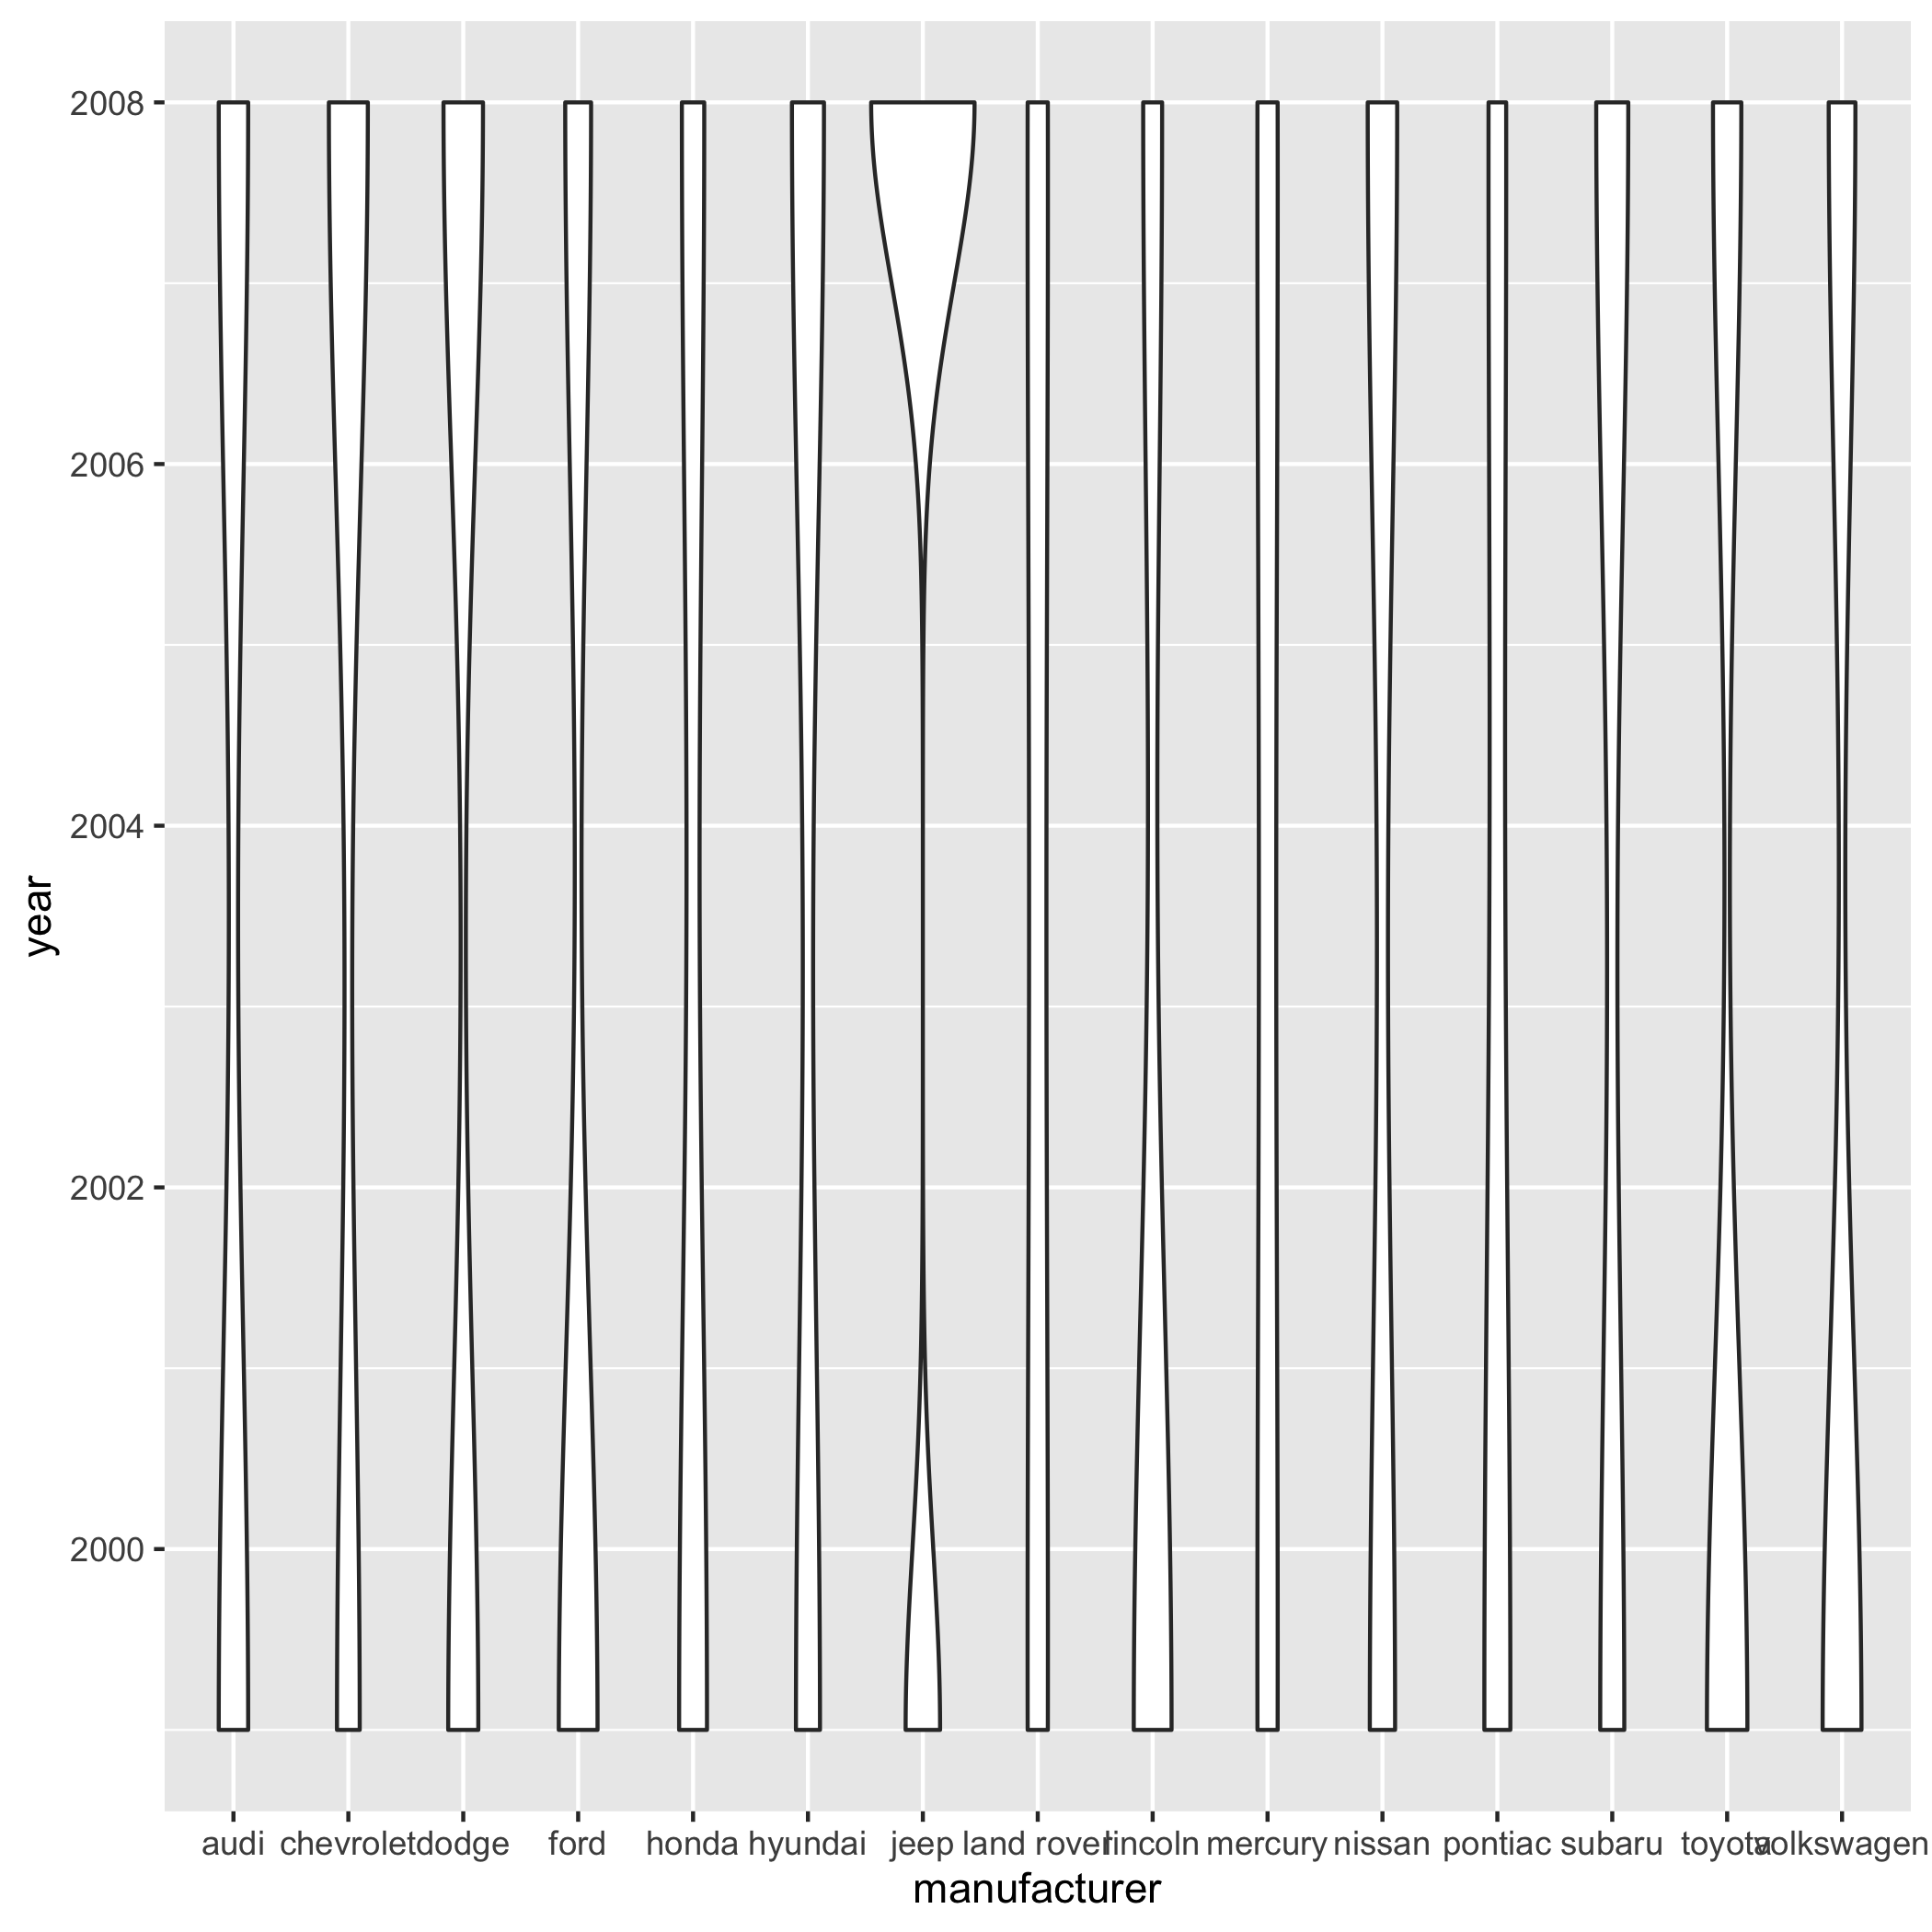 2008
2006
2004
2002
2000
year
audi chevrolet dodge ford honda hyundai jeep land rover lincoln mercury nissan pontiac subaru toyota volkswagen
manufacturer